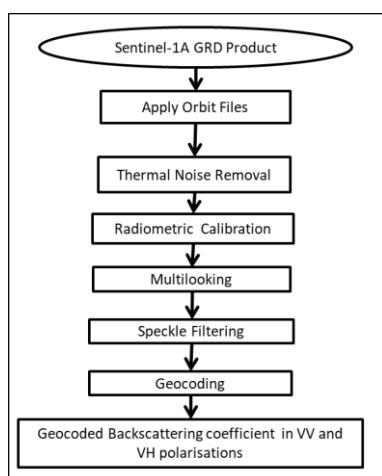 Sentinel-1A GRD Product
Apply Orbit Files
Thermal Noise Removal
Radiometric Calibration
Multilooking
Speckle Filtering
Geocoding
Geocoded Backscattering coefficient in VV and
VH polarisations